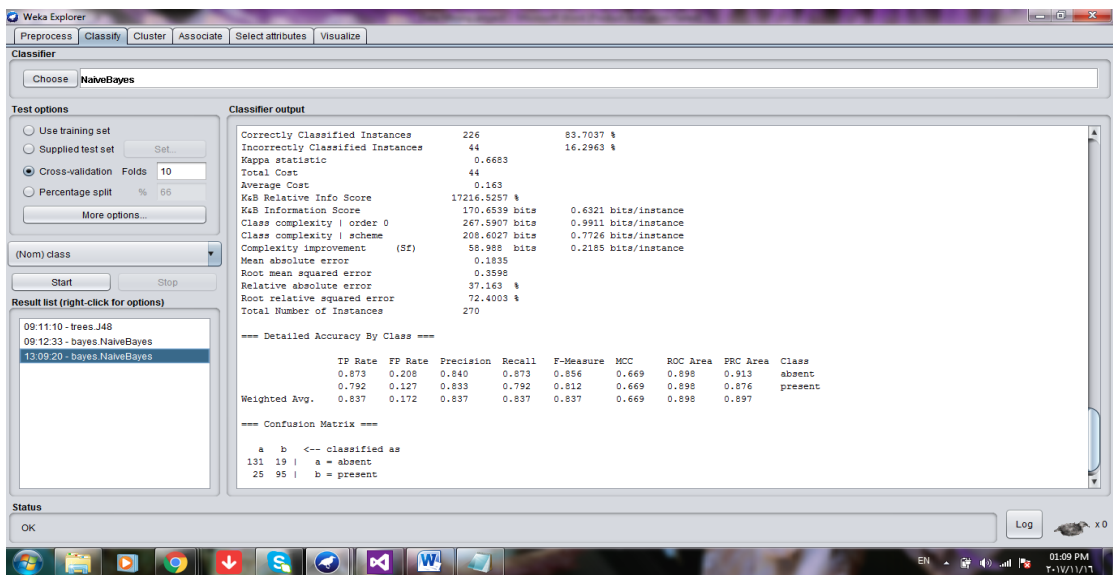 Weka Explorer
Preprocess Classify Cluster Associate Select attributes Visualize
Classifier
Choose NaiveBayes
Test options
Use training set
Supplied test set Set...
Cross-validation Folds 10
Percentage split % 66
More options...
(Nom) class
Start Stop
Result list (right-click for options)
09:11:10 - trees.J48
09:12:33 - bayes.NaiveBayes
13:09:20 - bayes.NaiveBayes
Classifier output
Correctly Classified Instances 226 83.7037 %
Incorrectly Classified Instances 44 16.2963 %
Kappa statistic 0.6683
Total Cost 44
Average Cost 0.163
K&B Relative Info Score 17216.5257 %
K&B Information Score 170.6539 bits 0.6321 bits/instance
Class complexity | order 0 267.5907 bits 0.9911 bits/instance
Class complexity | scheme 208.6027 bits 0.7726 bits/instance
Complexity improvement (Sf) 58.988 bits 0.2185 bits/instance
Mean absolute error 0.1835
Root mean squared error 0.3598
Relative absolute error 37.163 %
Root relative squared error 72.4003 %
Total Number of Instances 270
=== Detailed Accuracy By Class ===
TP Rate FP Rate Precision Recall F-Measure MCC ROC Area PRC Area Class
0.873 0.208 0.840 0.873 0.856 0.669 0.898 0.913 absent
0.792 0.127 0.833 0.792 0.812 0.669 0.898 0.876 present
Weighted Avg. 0.837 0.172 0.837 0.837 0.837 0.669 0.898 0.897
=== Confusion Matrix ===
a b <-- classified as
131 19 | a = absent
25 95 | b = present
Status
OK
Log x 0
EN 01:09 PM
٢٠١٧/١١/١٦